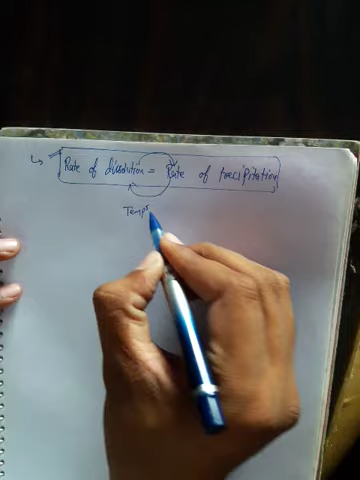 Rate of dissolution = Rate of precipitation
Temp